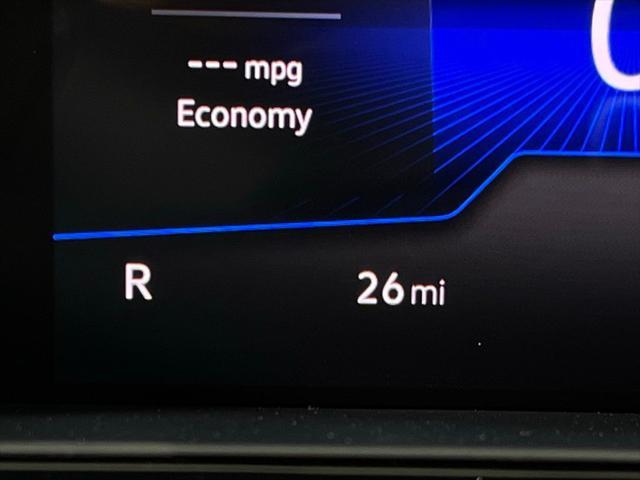 --- mpg
Economy
R 26 mi